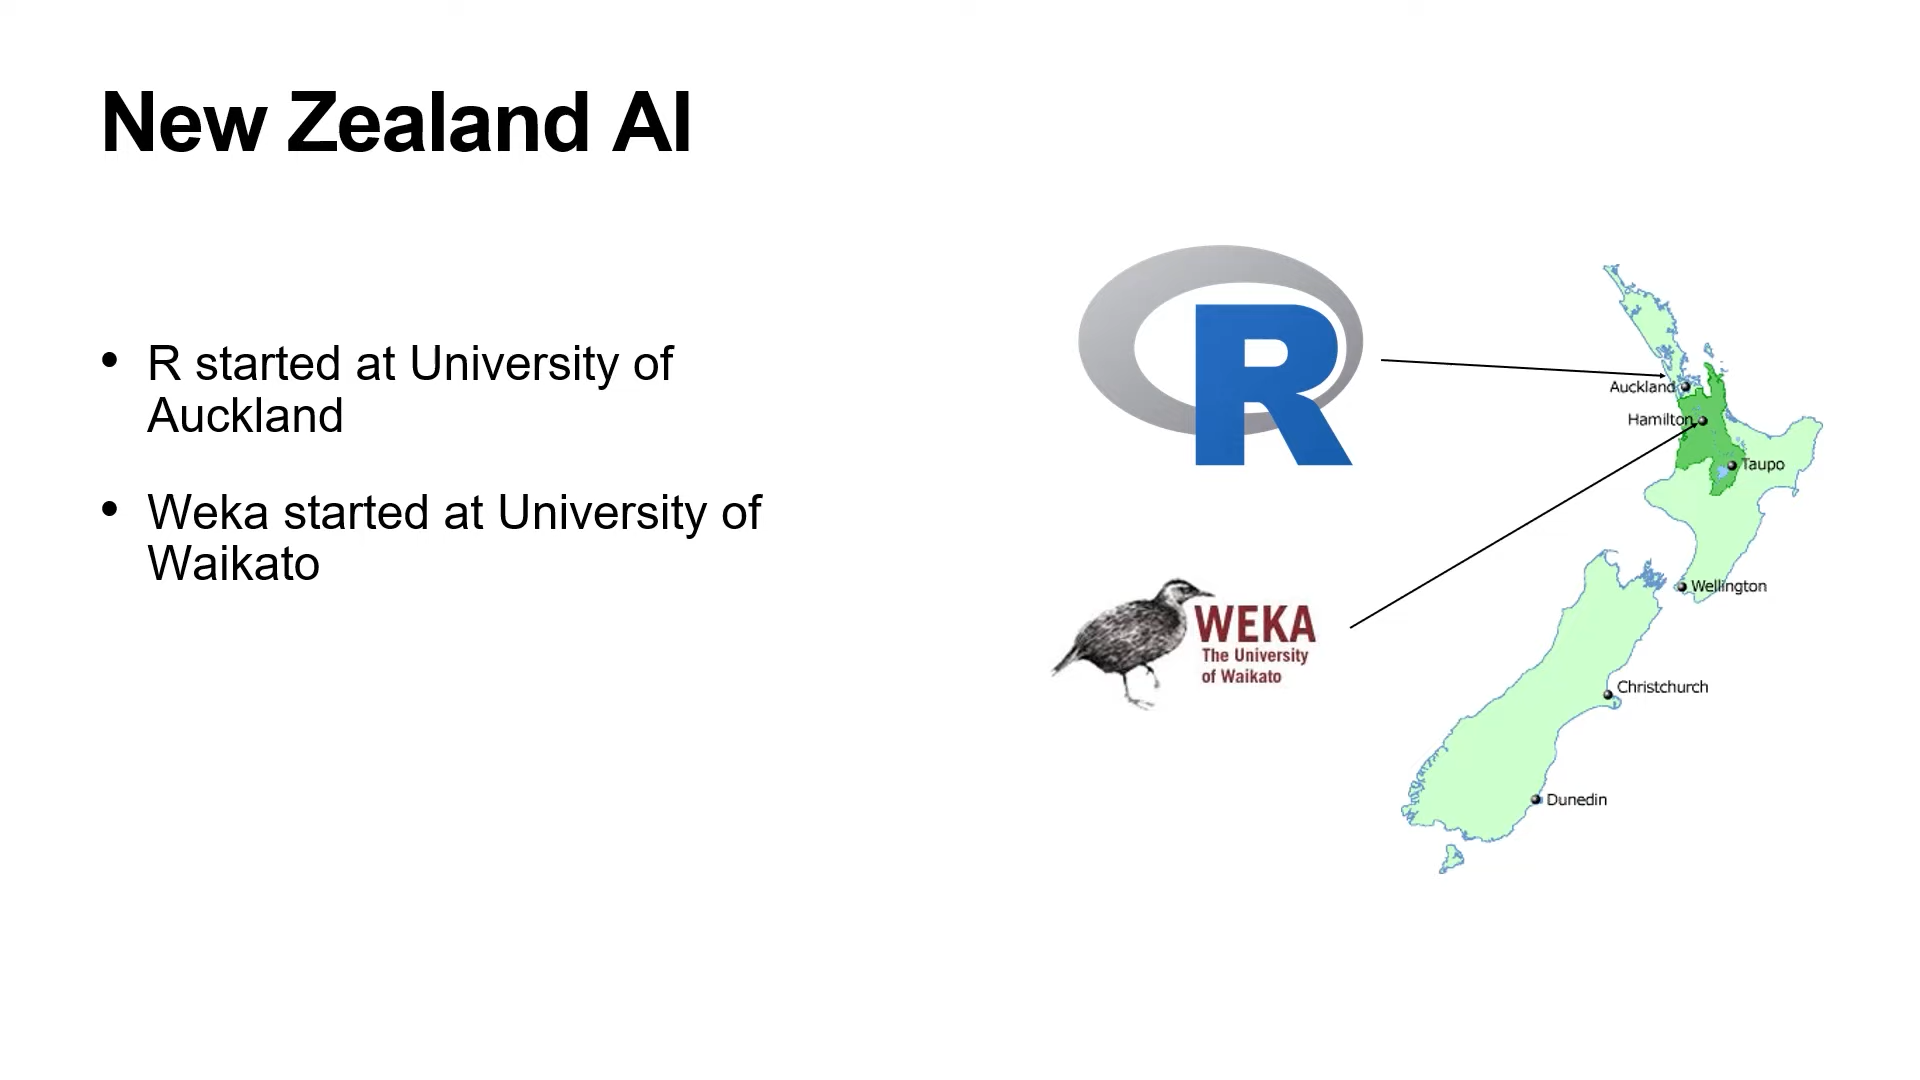 New Zealand AI
• R started at University of
Auckland
• Weka started at University of
Waikato
R
WEKA
The University
of Waikato
Auckland
Hamilton
Taupo
Wellington
Christchurch
Dunedin